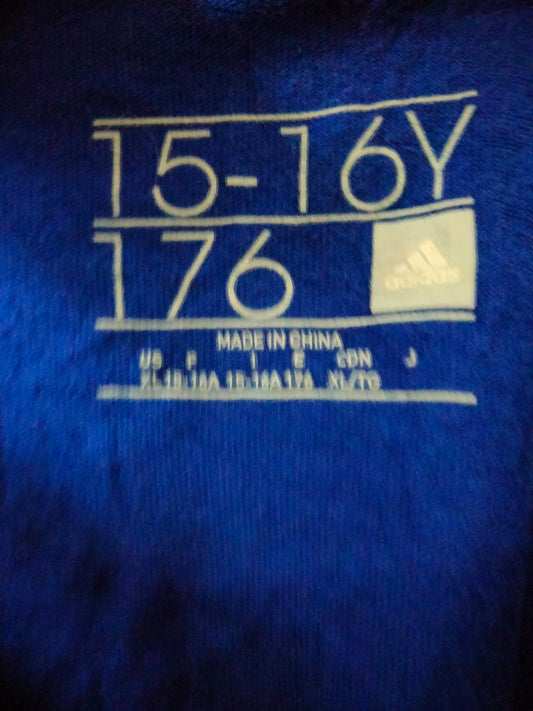 15-16Y
176
adidas
MADE IN CHINA
US F I E CDN J
XL 15-16A 15-16A 176 XL/TG